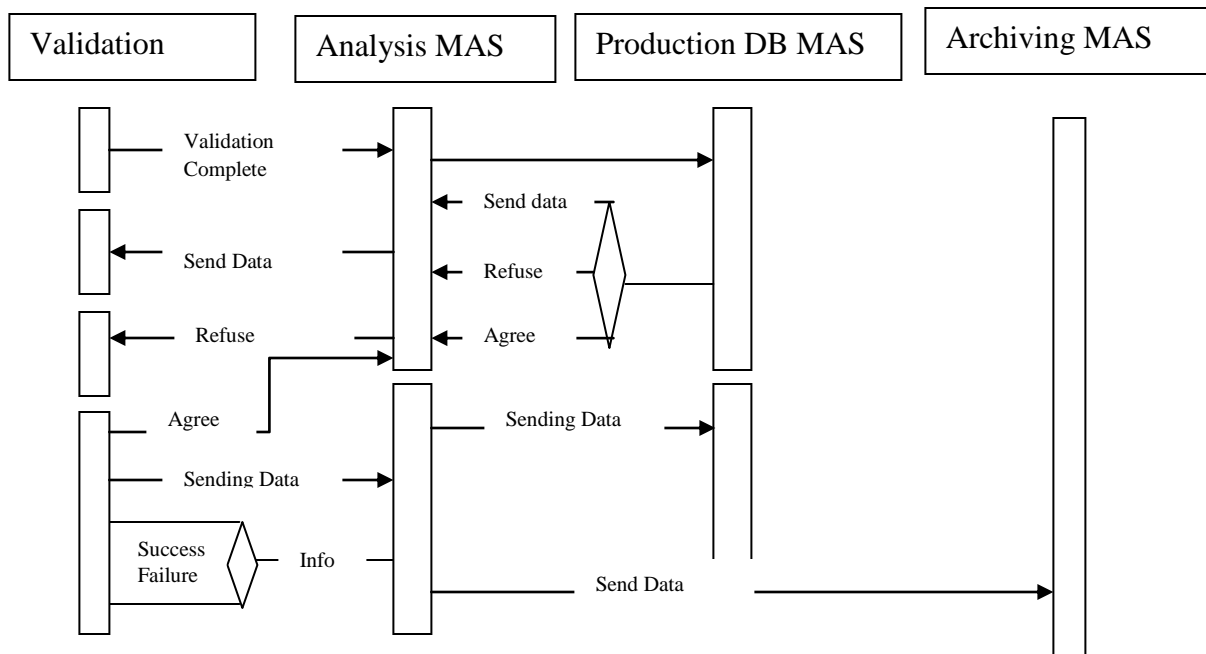 Validation
Analysis MAS
Production DB MAS
Archiving MAS
Validation
Complete
Send data
Send Data
Refuse
Refuse
Agree
Agree
Sending Data
Sending Data
Success
Failure
Info
Send Data